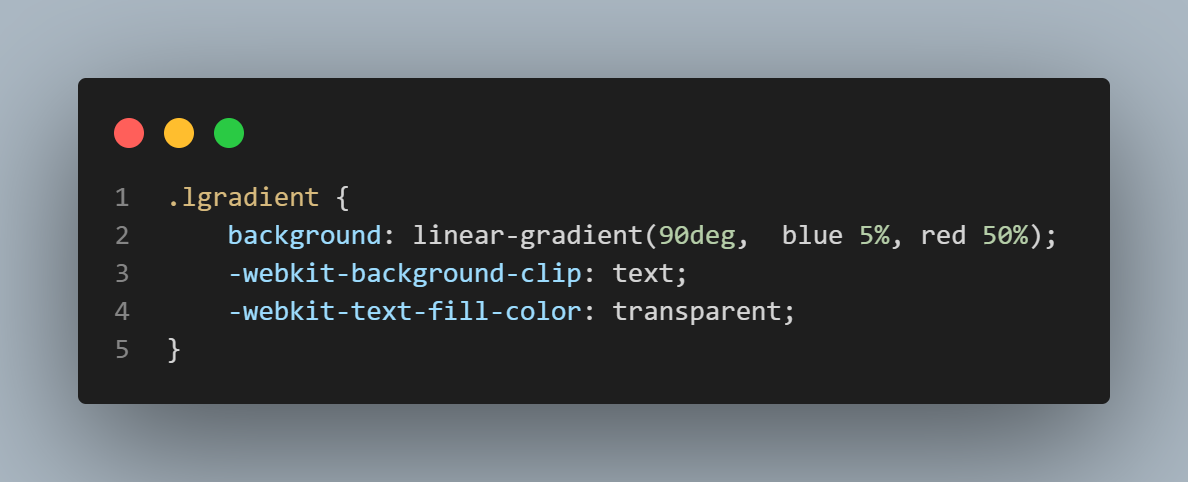 1 .lgradient {
2     background: linear-gradient(90deg,  blue 5%, red 50%);
3     -webkit-background-clip: text;
4     -webkit-text-fill-color: transparent;
5 }